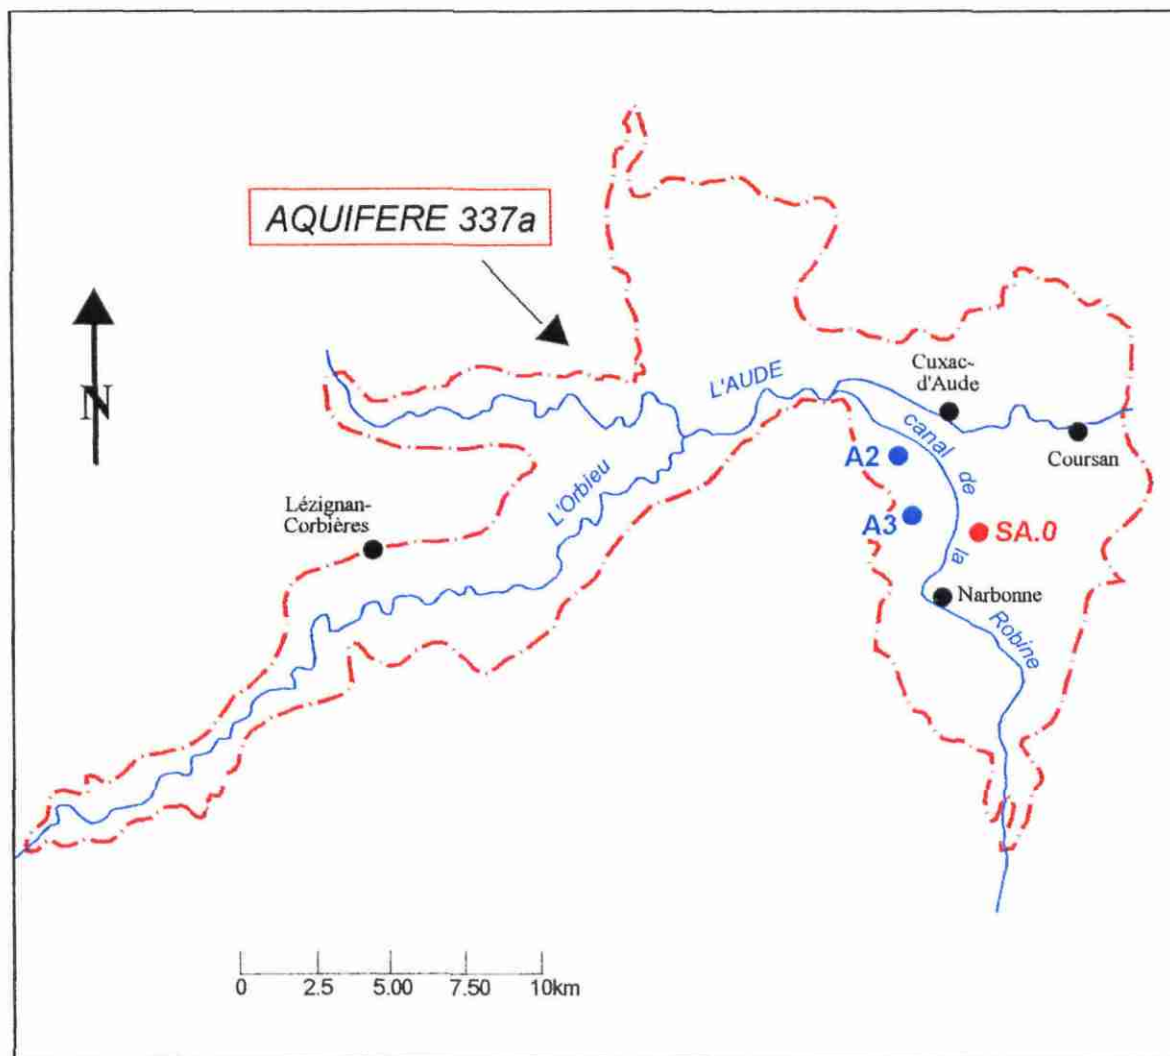 AQUIFERE 337a
N
L'AUDE
Cuxac-
d'Aude
canal de la Robine
A2
Coursan
L'Orbieu
Lézignan-
Corbières
A3
SA.0
Narbonne
0 2.5 5.00 7.50 10km